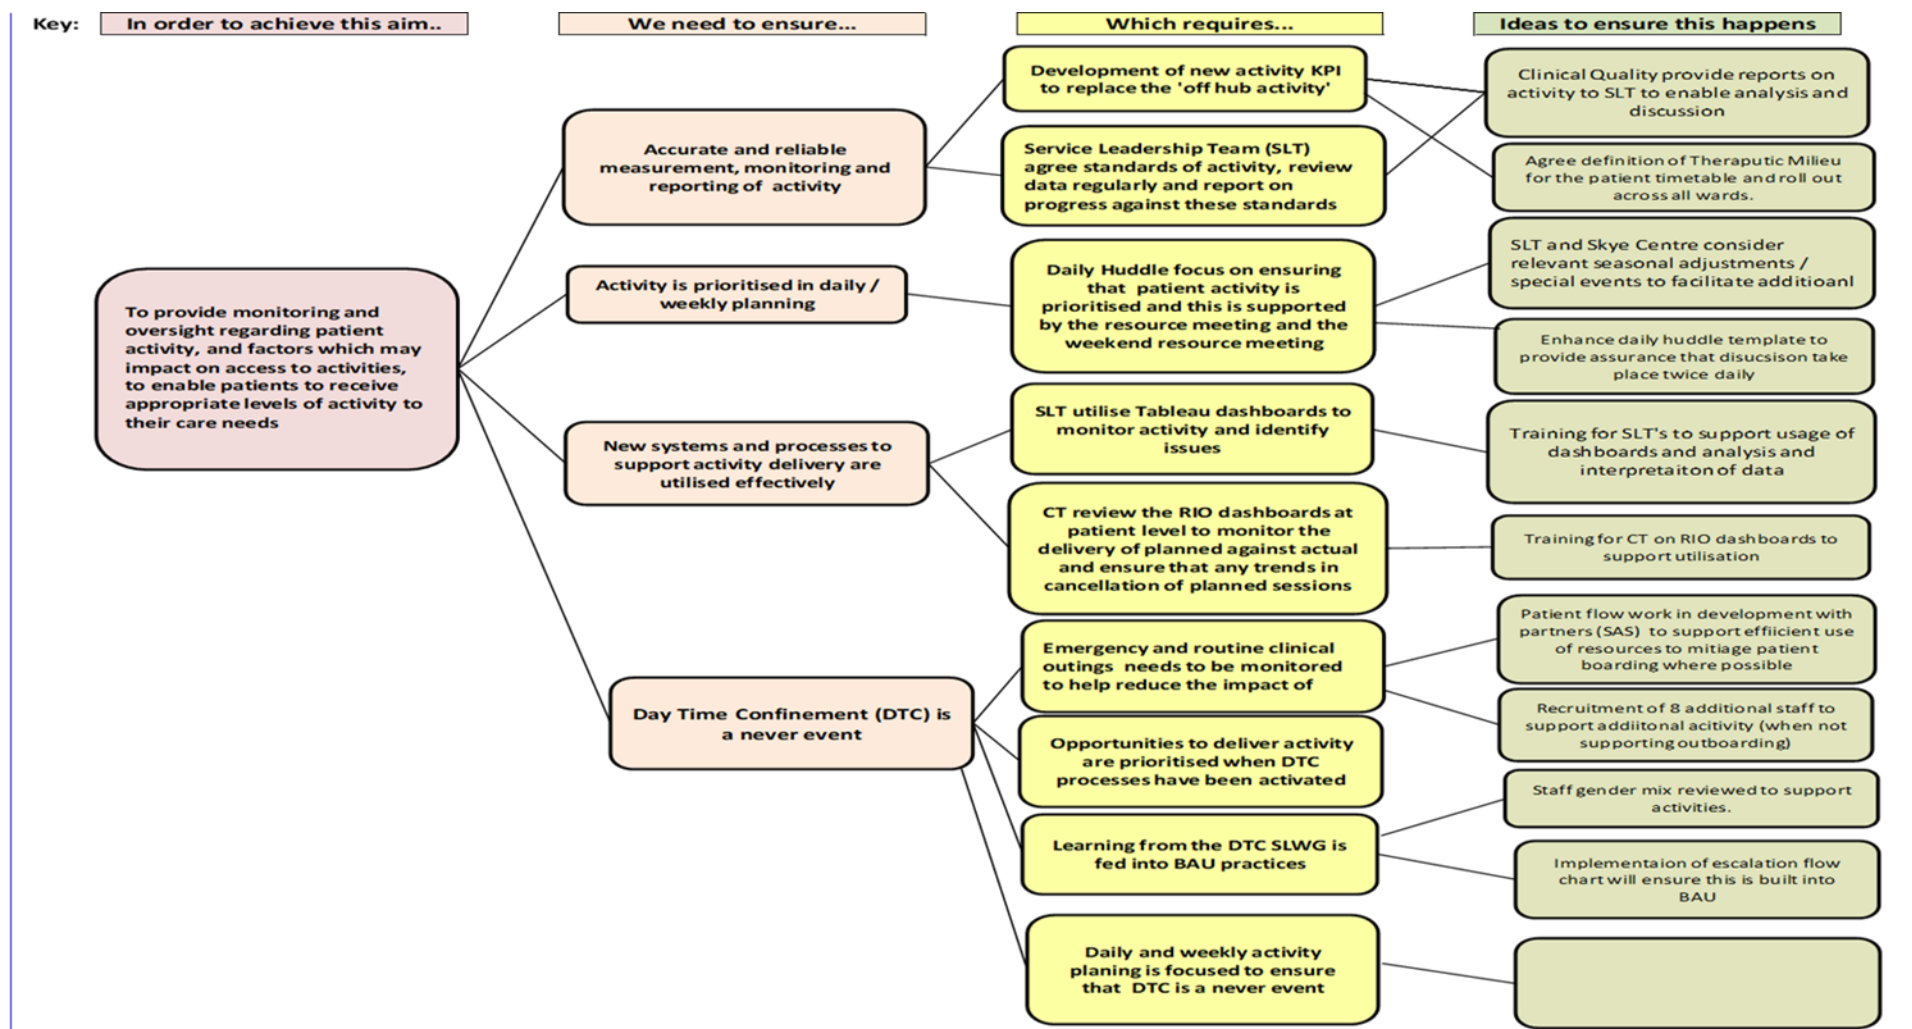 Key:
In order to achieve this aim..
We need to ensure...
Which requires...
Ideas to ensure this happens
To provide monitoring and
oversight regarding patient
activity, and factors which may
impact on access to activities,
to enable patients to receive
appropriate levels of activity to
their care needs
Accurate and reliable
measurement, monitoring and
reporting of activity
Activity is prioritised in daily /
weekly planning
New systems and processes to
support activity delivery are
utilised effectively
Day Time Confinement (DTC) is
a never event
Development of new activity KPI
to replace the 'off hub activity'
Service Leadership Team (SLT)
agree standards of activity, review
data regularly and report on
progress against these standards
Daily Huddle focus on ensuring
that patient activity is
prioritised and this is supported
by the resource meeting and the
weekend resource meeting
SLT utilise Tableau dashboards to
monitor activity and identify
issues
CT review the RIO dashboards at
patient level to monitor the
delivery of planned against actual
and ensure that any trends in
cancellation of planned sessions
Emergency and routine clinical
outings needs to be monitored
to help reduce the impact of
Opportunities to deliver activity
are prioritised when DTC
processes have been activated
Learning from the DTC SLWG is
fed into BAU practices
Daily and weekly activity
planing is focused to ensure
that DTC is a never event
Clinical Quality provide reports on
activity to SLT to enable analysis and
discussion
Agree definition of Theraputic Milieu
for the patient timetable and roll out
across all wards.
SLT and Skye Centre consider
relevant seasonal adjustments /
special events to facilitate additioanl
Enhance daily huddle template to
provide assurance that disucsison take
place twice daily
Training for SLT's to support usage of
dashboards and analysis and
interpretaiton of data
Training for CT on RIO dashboards to
support utilisation
Patient flow work in development with
partners (SAS) to support effiicient use
of resources to mitiage patient
boarding where possible
Recruitment of 8 additional staff to
support addiitonal acitivity (when not
supporting outboarding)
Staff gender mix reviewed to support
activities.
Implementaion of escalation flow
chart will ensure this is built into
BAU